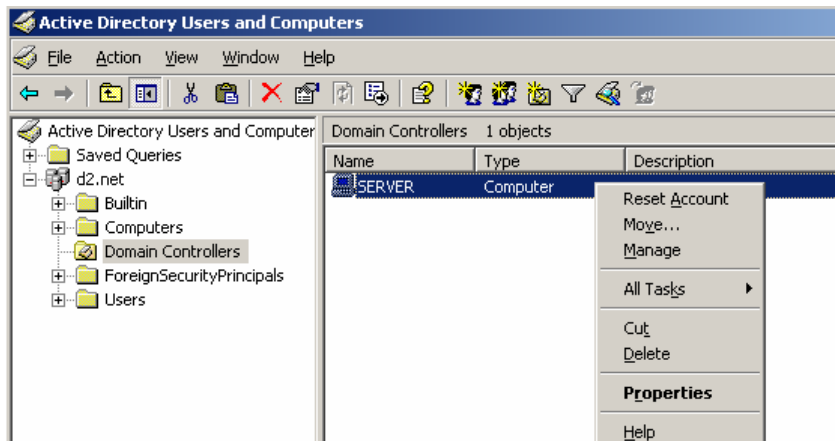 Active Directory Users and Computers
File Action View Window Help
Active Directory Users and Computer
Saved Queries
d2.net
Builtin
Computers
Domain Controllers
ForeignSecurityPrincipals
Users
Domain Controllers 1 objects
Name Type Description
SERVER Computer
Reset Account
Move...
Manage
All Tasks
Cut
Delete
Properties
Help